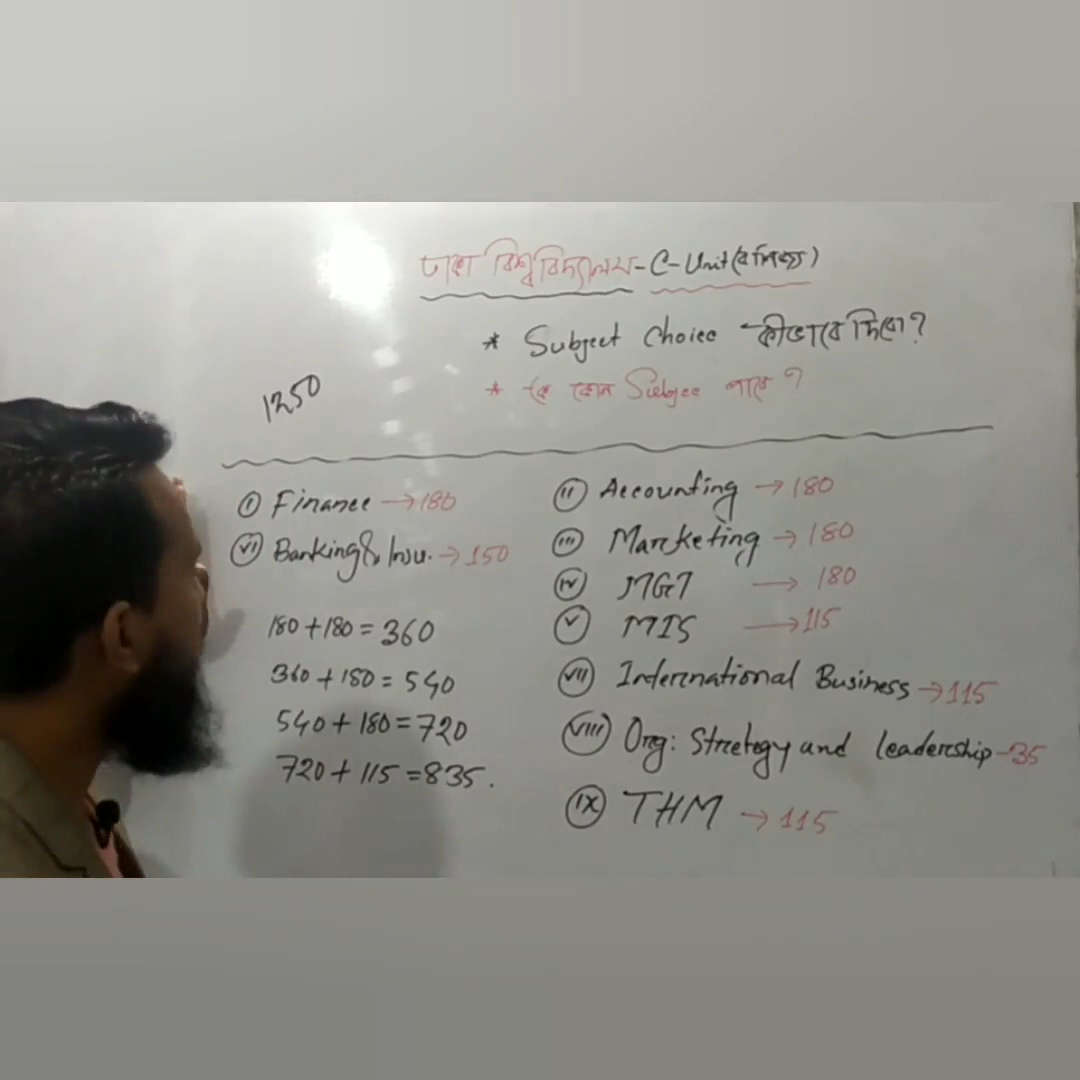 ঢাকা বিশ্ববিদ্যালয়-C-Unit(বাণিজ্য)
* Subject Choice কীভাবে দিবো?
* কে কোন Subjec পাবে ?
1250
(i) Finance → 180
(ii) Accounting → 180
(vi) Banking & Insu. → 150
(iii) Marketing → 180
(iv) MGT → 180
(v) MIS → 115
(vii) International Business → 115
(viii) Org: Stretegy and leadership - 35
(ix) THM → 115
180 + 180 = 360
360 + 180 = 540
540 + 180 = 720
720 + 115 = 835.